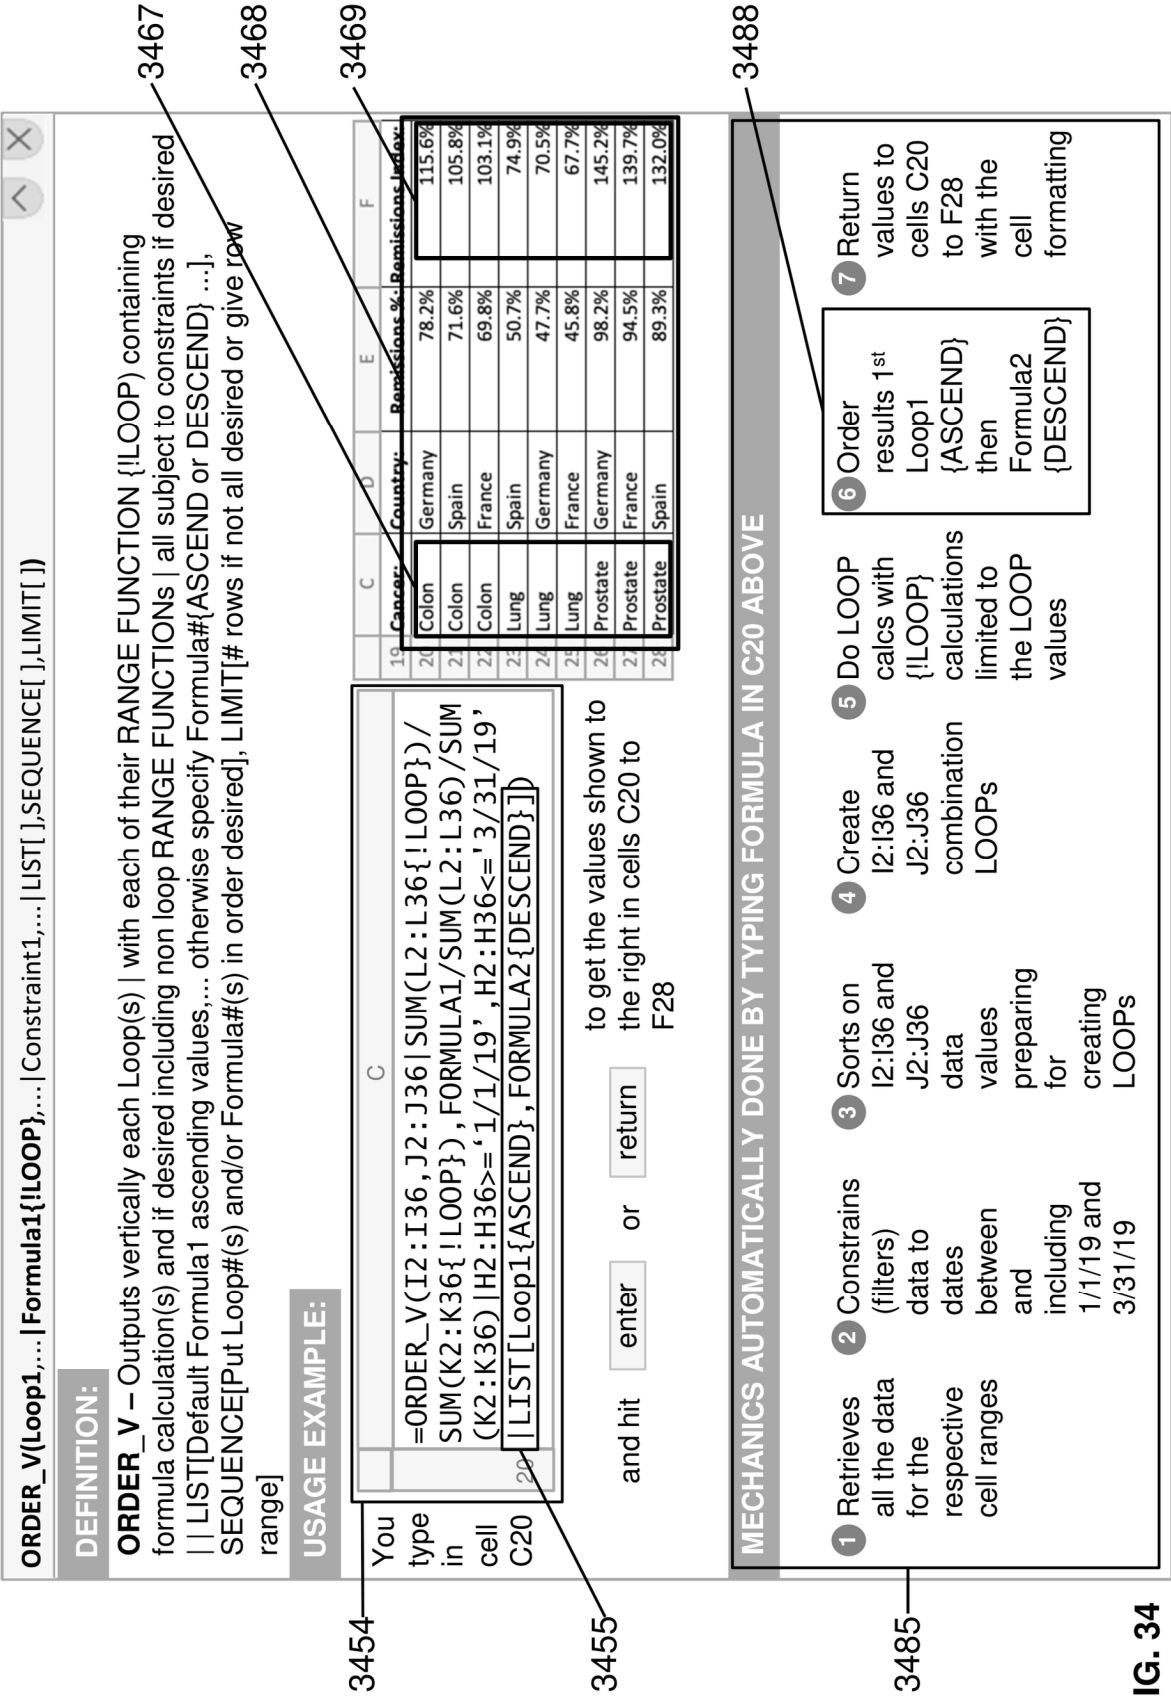 ORDER_V(Loop1,...|Formula1{!LOOP},...|Constraint1,...|LIST[ ],SEQUENCE[ ],LIMIT[ ])
DEFINITION:
ORDER_V – Outputs vertically each Loop(s) | with each of their RANGE FUNCTION {!LOOP) containing
formula calculation(s) and if desired including non loop RANGE FUNCTIONs | all subject to constraints if desired
|| LIST[Default Formula1 ascending values,... otherwise specify Formula#{ASCEND or DESCEND} ...],
SEQUENCE[Put Loop#(s) and/or Formula#(s) in order desired], LIMIT[# rows if not all desired or give row
range]
USAGE EXAMPLE:
You
type
in
cell
C20
C
=ORDER_V(I2:I36,J2:J36|SUM(L2:L36{!LOOP})/
SUM(K2:K36{!LOOP}),FORMULA1/SUM(L2:L36)/SUM
(K2:K36)|H2:H36>=‘1/1/19’,H2:H36<='3/31/19’
20
|LIST[Loop1{ASCEND},FORMULA2{DESCEND}])
and hit enter or return
to get the values shown to
the right in cells C20 to
F28
C D E F
19 Cancer: Country: Remissions %: Remissions Index:
20 Colon Germany 78.2% 115.6%
21 Colon Spain 71.6% 105.8%
22 Colon France 69.8% 103.1%
23 Lung Spain 50.7% 74.9%
24 Lung Germany 47.7% 70.5%
25 Lung France 45.8% 67.7%
26 Prostate Germany 98.2% 145.2%
27 Prostate France 94.5% 139.7%
28 Prostate Spain 89.3% 132.0%
MECHANICS AUTOMATICALLY DONE BY TYPING FORMULA IN C20 ABOVE
1 Retrieves
all the data
for the
respective
cell ranges
2 Constrains
(filters)
data to
dates
between
and
including
1/1/19 and
3/31/19
3 Sorts on
I2:I36 and
J2:J36
data
values
preparing
for
creating
LOOPs
4 Create
I2:I36 and
J2:J36
combination
LOOPs
5 Do LOOP
calcs with
{!LOOP}
calculations
limited to
the LOOP
values
6 Order
results 1st
Loop1
{ASCEND}
then
Formula2
{DESCEND}
7 Return
values to
cells C20
to F28
with the
cell
formatting
3454
3455
3485
3467
3468
3469
3488
IG. 34